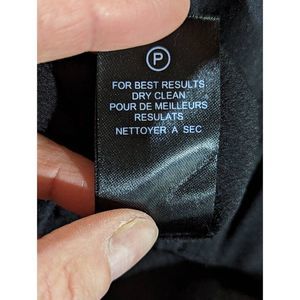 P
FOR BEST RESULTS
DRY CLEAN
POUR DE MEILLEURS
RESULATS
NETTOYER A SEC